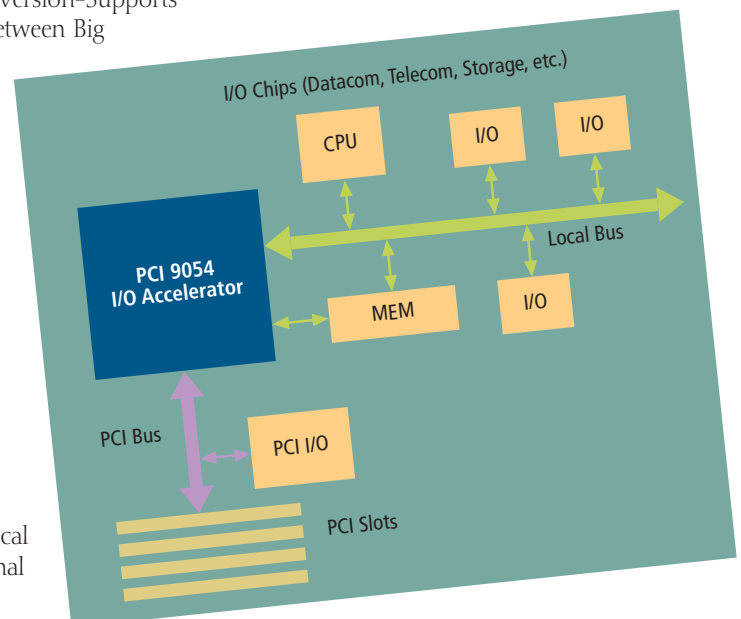 version–Supports
etween Big
I/O Chips (Datacom, Telecom, Storage, etc.)
CPU
I/O
I/O
Local Bus
PCI 9054
I/O Accelerator
MEM
I/O
PCI Bus
PCI I/O
PCI Slots
cal
nal